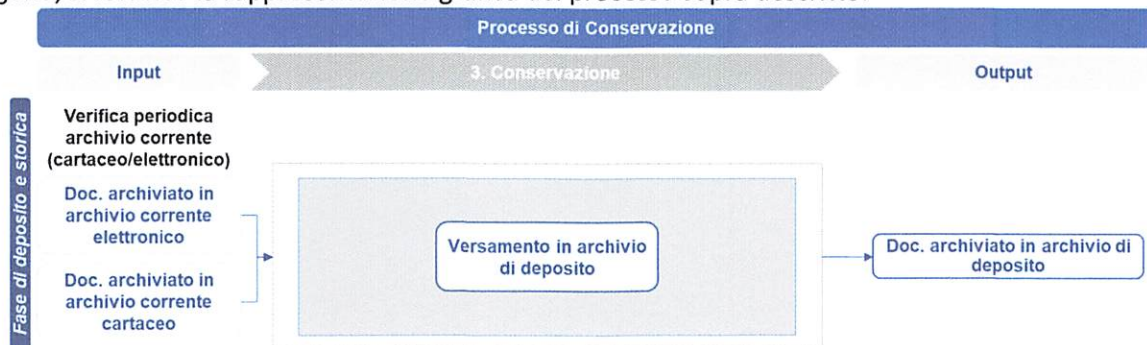 Processo di Conservazione
Input
3. Conservazione
Output
Fase di deposito e storica
Verifica periodica
archivio corrente
(cartaceo/elettronico)
Doc. archiviato in
archivio corrente
elettronico
Doc. archiviato in
archivio corrente
cartaceo
Versamento in archivio
di deposito
Doc. archiviato in archivio di
deposito